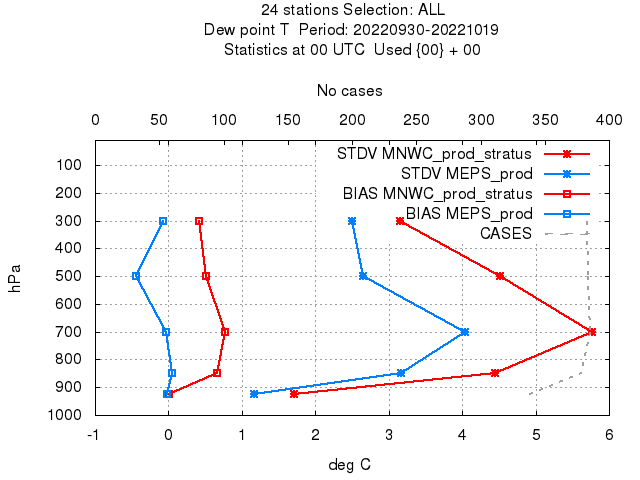 24 stations Selection: ALL
Dew point T  Period: 20220930-20221019
Statistics at 00 UTC  Used {00} + 00
No cases
0 50 100 150 200 250 300 350 400
STDV MNWC_prod_stratus
STDV MEPS_prod
BIAS MNWC_prod_stratus
BIAS MEPS_prod
CASES
hPa
100
200
300
400
500
600
700
800
900
1000
-1 0 1 2 3 4 5 6
deg C